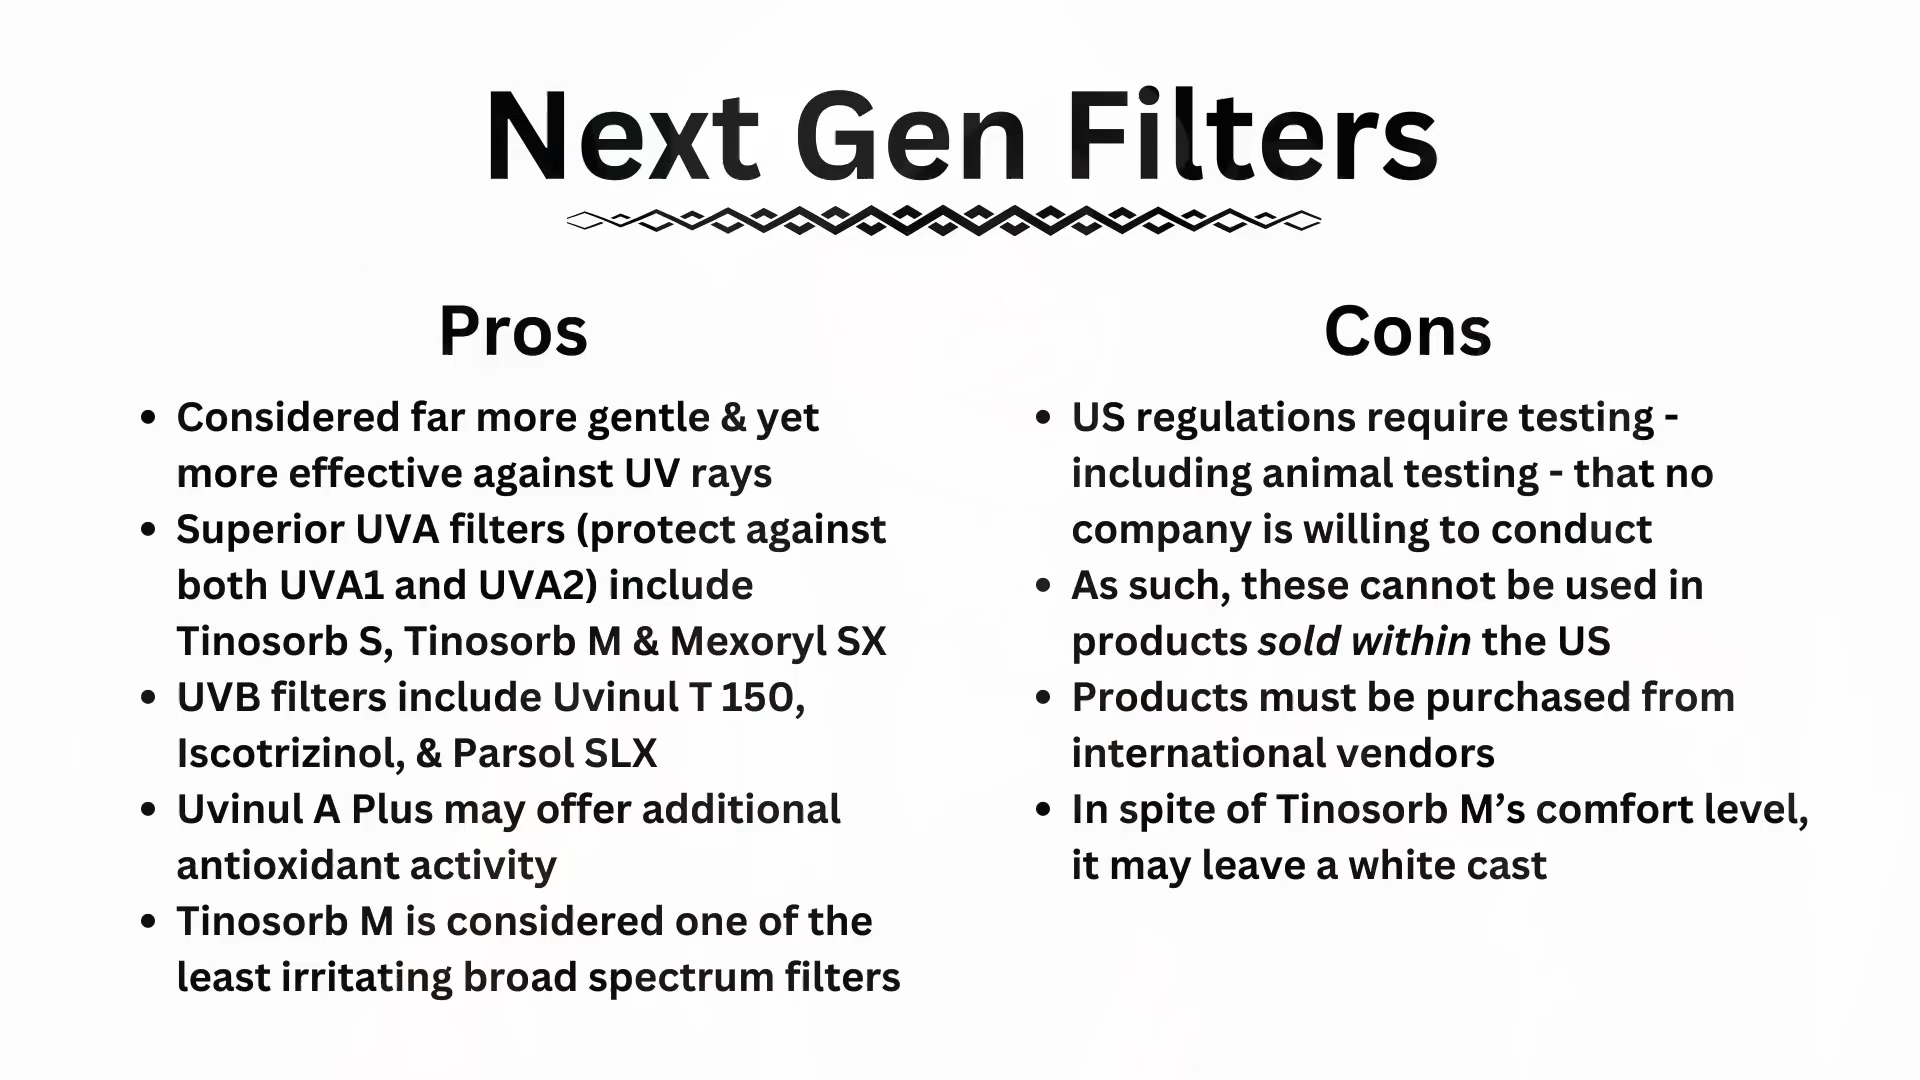 Next Gen Filters
Pros
• Considered far more gentle & yet
more effective against UV rays
• Superior UVA filters (protect against
both UVA1 and UVA2) include
Tinosorb S, Tinosorb M & Mexoryl SX
• UVB filters include Uvinul T 150,
Iscotrizinol, & Parsol SLX
• Uvinul A Plus may offer additional
antioxidant activity
• Tinosorb M is considered one of the
least irritating broad spectrum filters
Cons
• US regulations require testing -
including animal testing - that no
company is willing to conduct
• As such, these cannot be used in
products sold within the US
• Products must be purchased from
international vendors
• In spite of Tinosorb M’s comfort level,
it may leave a white cast